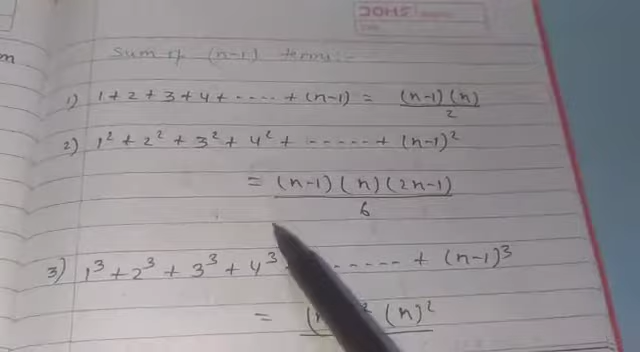 Sum of (n-1) terms:-
1) 1 + 2 + 3 + 4 + ---- + (n-1) = (n-1)(n) / 2
2) 1² + 2² + 3² + 4² + ------ + (n-1)²
= (n-1) (n) (2n-1) / 6
3) 1³ + 2³ + 3³ + 4³ ------ + (n-1)³
= ² (n)²